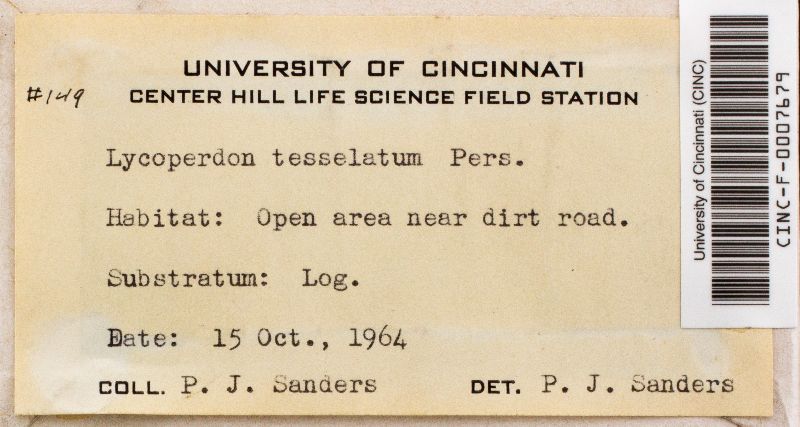 UNIVERSITY OF CINCINNATI
CENTER HILL LIFE SCIENCE FIELD STATION
#149
Lycoperdon tesselatum Pers.
Habitat: Open area near dirt road.
Substratum: Log.
Date: 15 Oct., 1964
COLL. P. J. Sanders DET. P. J. Sanders
University of Cincinnati (CINC)
CINC-F-0007679